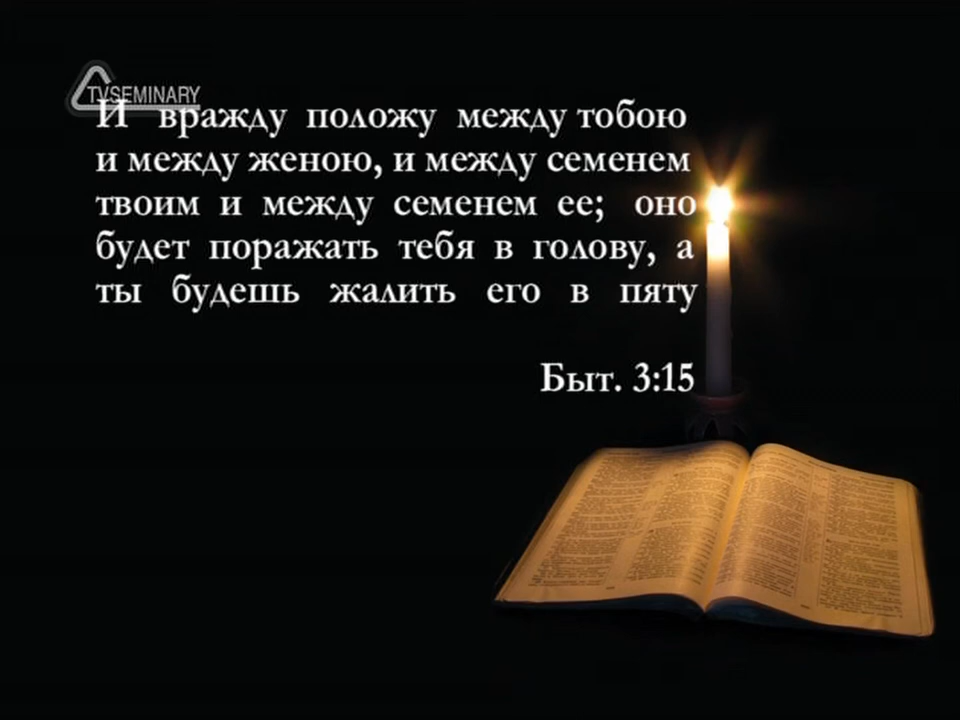 TVSEMINARY
И вражду положу между тобою
и между женою, и между семенем
твоим и между семенем ее; оно
будет поражать тебя в голову, а
ты будешь жалить его в пяту
Быт. 3:15